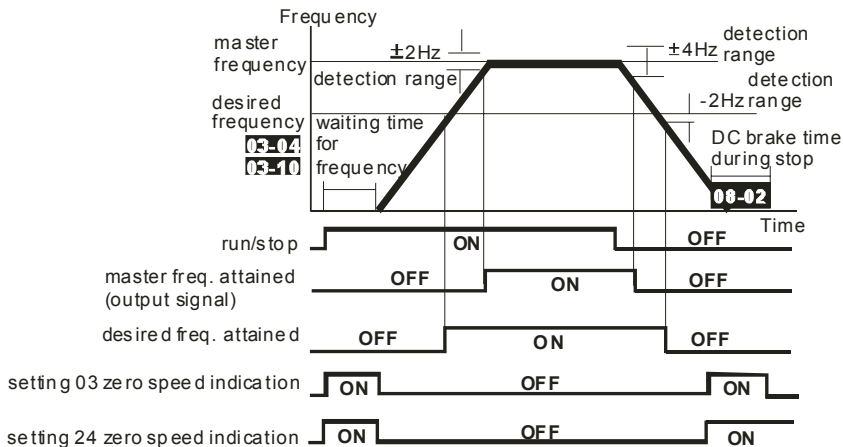 Frequency
master
frequency
±2Hz
detection range
±4Hz
detection
range
detection
-2Hz range
desired
frequency
03-04
03-10
waiting time
for
frequency
DC brake time
during stop
08-02
Time
run/stop
ON
OFF
master freq. attained
(output signal)
OFF
ON
OFF
desired freq. attained
OFF
ON
OFF
setting 03 zero speed indication
ON
OFF
ON
setting 24 zero speed indication
ON
OFF
ON